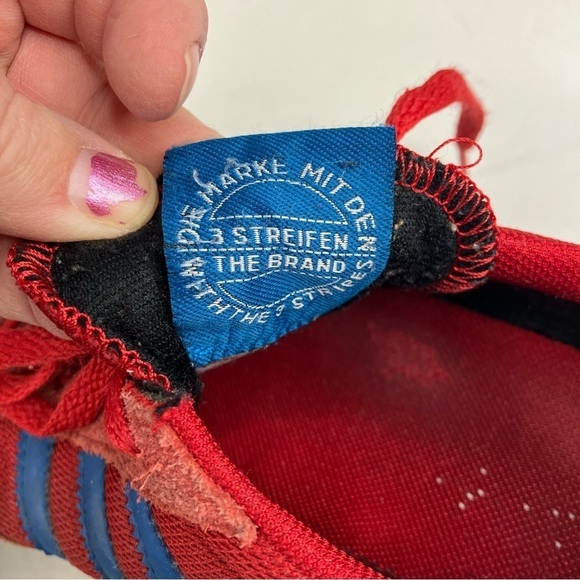 DIE MARKE MIT DEN
3 STREIFEN
THE BRAND
WITH THE 3 STRIPES